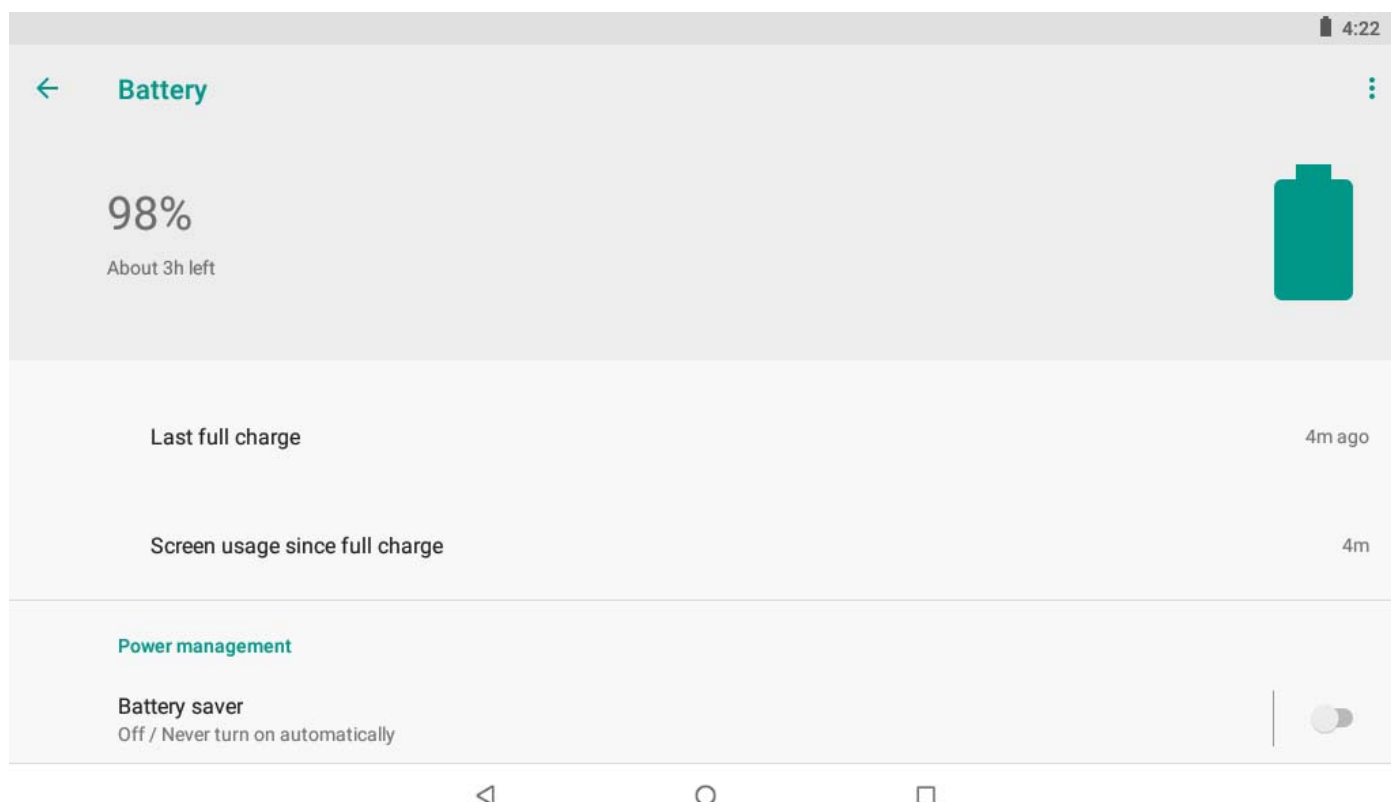 4:22
Battery
98%
About 3h left
Last full charge 4m ago
Screen usage since full charge 4m
Power management
Battery saver
Off / Never turn on automatically